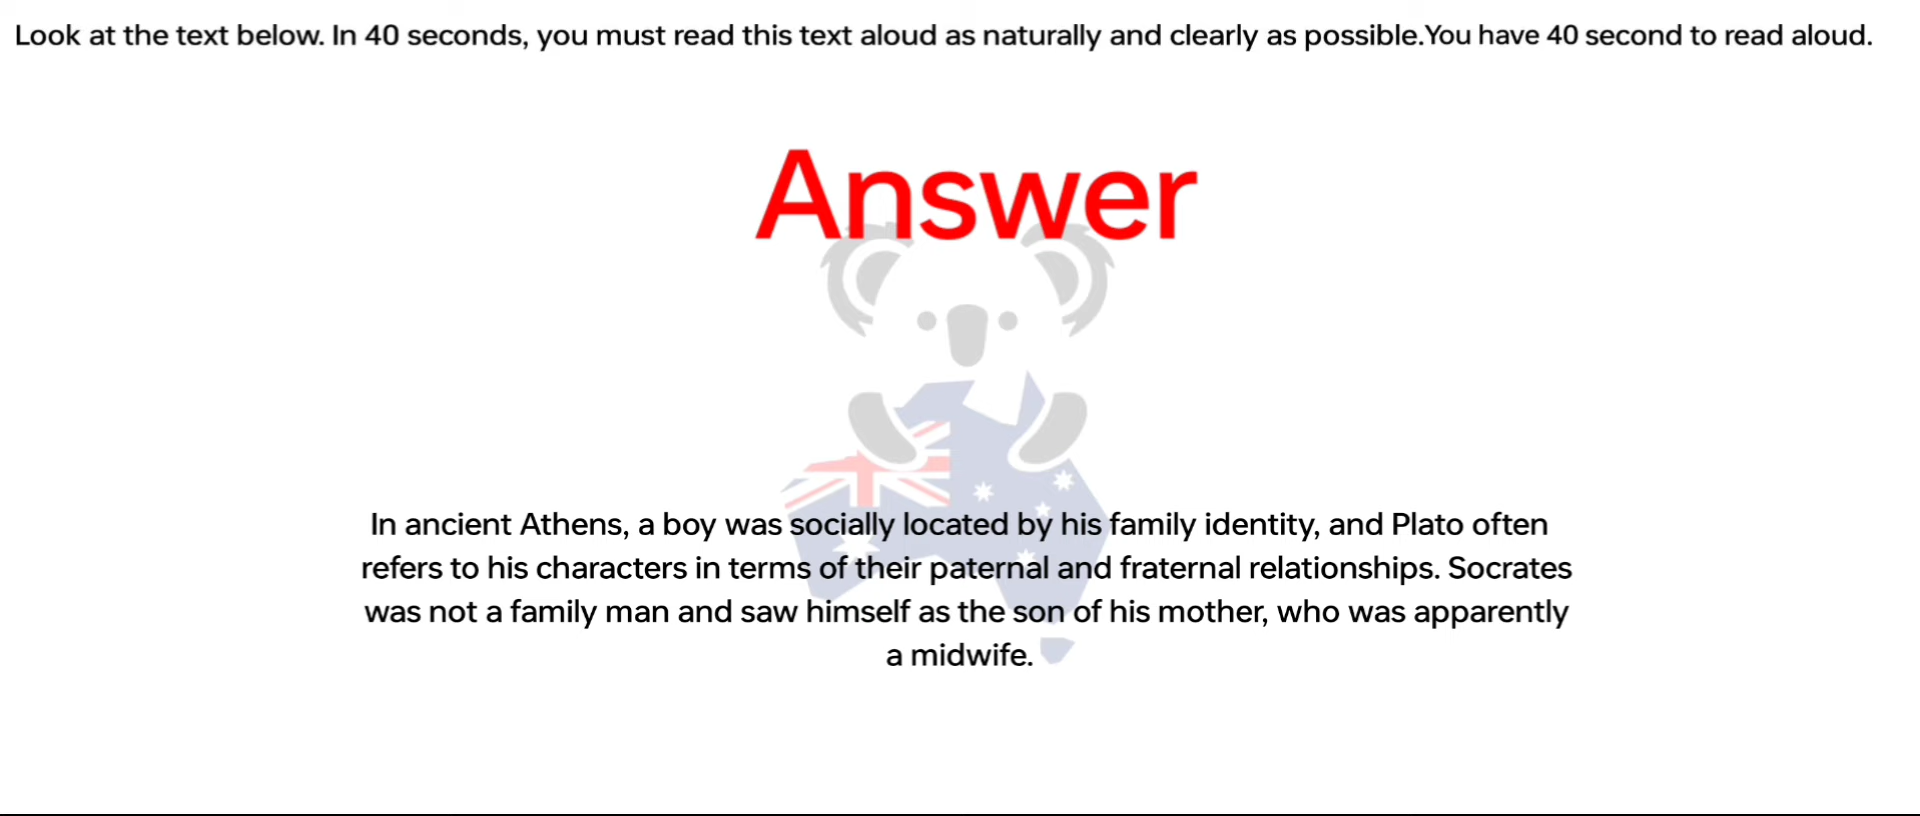 Look at the text below. In 40 seconds, you must read this text aloud as naturally and clearly as possible.You have 40 second to read aloud.
Answer
In ancient Athens, a boy was socially located by his family identity, and Plato often
refers to his characters in terms of their paternal and fraternal relationships. Socrates
was not a family man and saw himself as the son of his mother, who was apparently
a midwife.